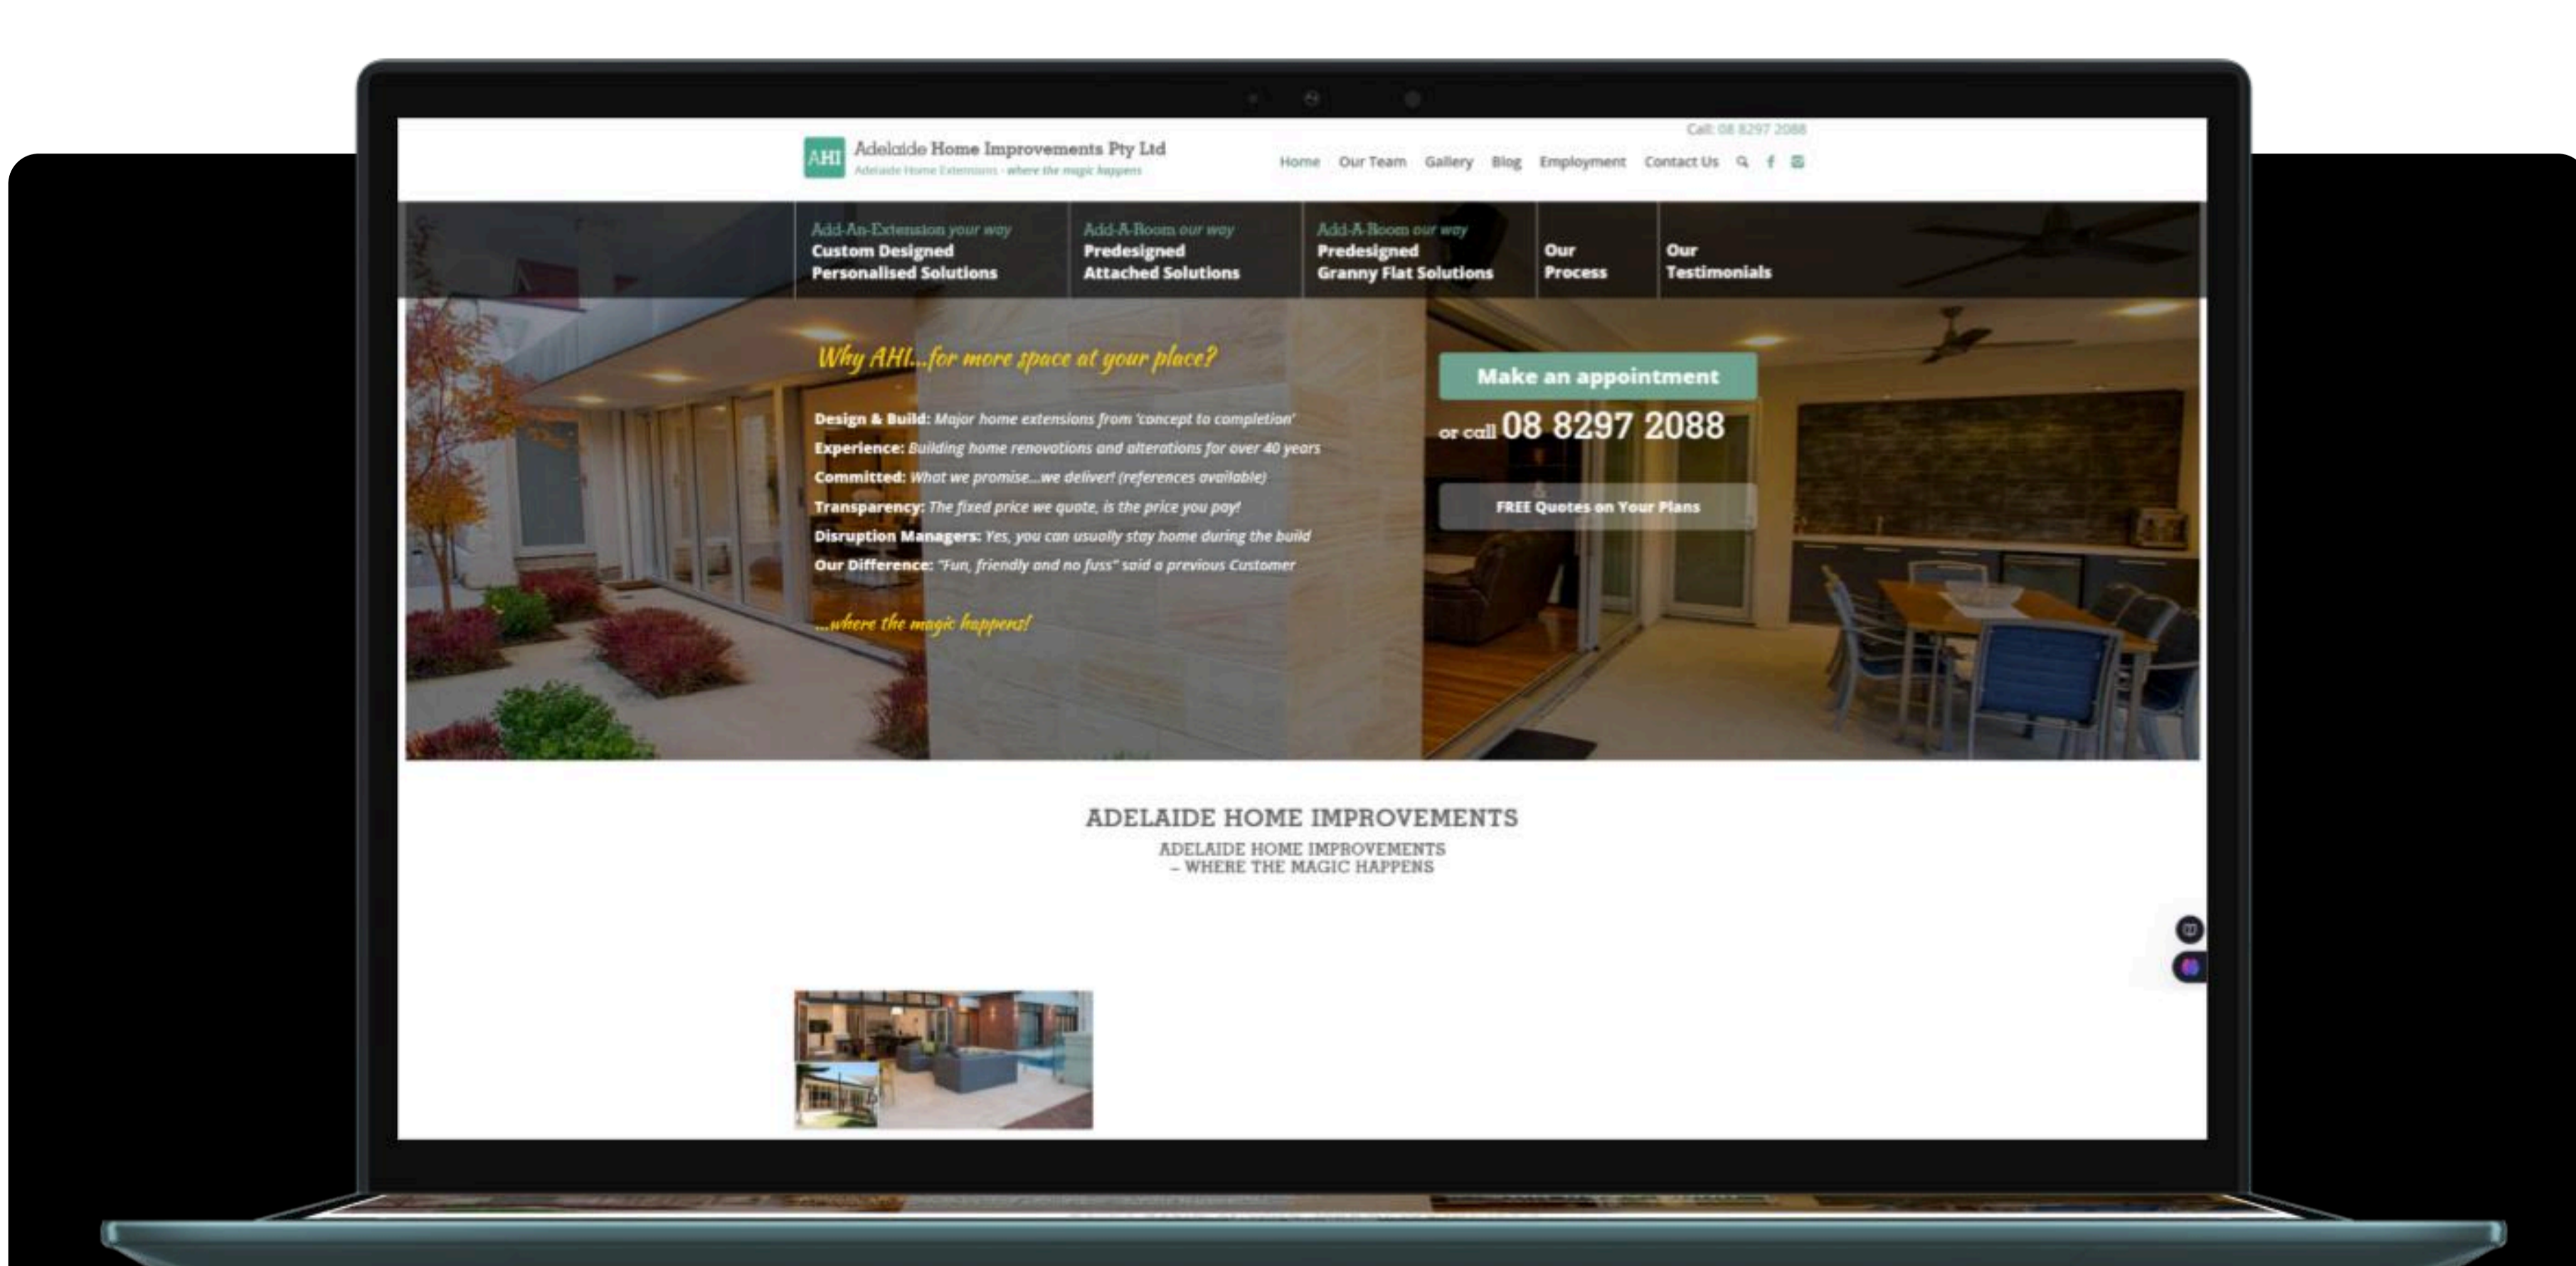 Call: 08 8297 2088
AHI
Adelaide Home Improvements Pty Ltd
Adelaide Home Extensions - where the magic happens
Home Our Team Gallery Blog Employment Contact Us
Add-An-Extension your way
Custom Designed
Personalised Solutions
Add-A-Room our way
Predesigned
Attached Solutions
Add-A-Room our way
Predesigned
Granny Flat Solutions
Our
Process
Our
Testimonials
Why AHI...for more space at your place?
Design & Build: Major home extensions from 'concept to completion'
Experience: Building home renovations and alterations for over 40 years
Committed: What we promise...we deliver! (references available)
Transparency: The fixed price we quote, is the price you pay!
Disruption Managers: Yes, you can usually stay home during the build
Our Difference: "Fun, friendly and no fuss" said a previous Customer
...where the magic happens!
Make an appointment
or call 08 8297 2088
&
FREE Quotes on Your Plans
ADELAIDE HOME IMPROVEMENTS
ADELAIDE HOME IMPROVEMENTS
– WHERE THE MAGIC HAPPENS